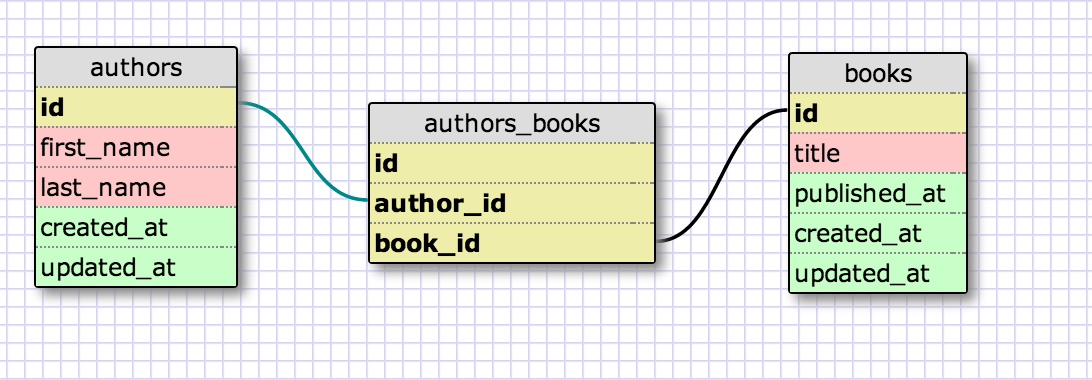 authors
id
first_name
last_name
created_at
updated_at
authors_books
id
author_id
book_id
books
id
title
published_at
created_at
updated_at